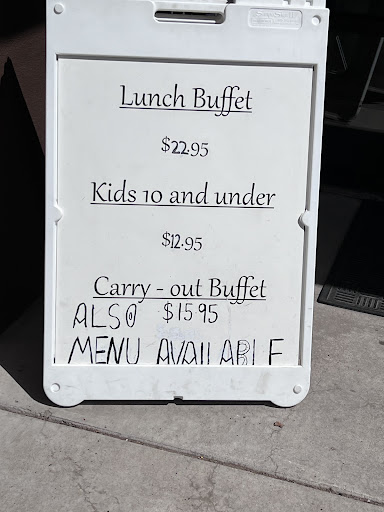 Lunch Buffet
$22.95
Kids 10 and under
$12.95
Carry - out Buffet
ALSO $15.95
MENU AVAILABLE